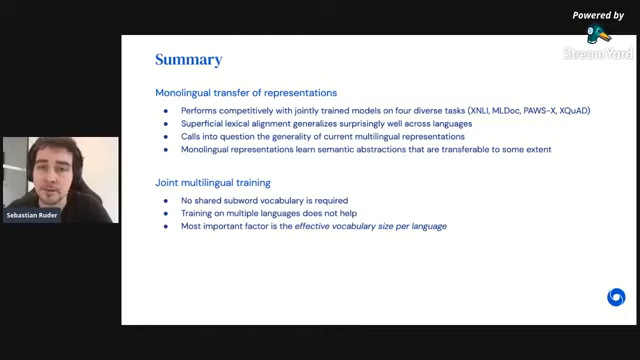 Powered by
StreamYard
Summary
Monolingual transfer of representations
● Performs competitively with jointly trained models on four diverse tasks (XNLI, MLDoc, PAWS-X, XQuAD)
● Superficial lexical alignment generalizes surprisingly well across languages
● Calls into question the generality of current multilingual representations
● Monolingual representations learn semantic abstractions that are transferable to some extent
Sebastian Ruder
Joint multilingual training
● No shared subword vocabulary is required
● Training on multiple languages does not help
● Most important factor is the effective vocabulary size per language